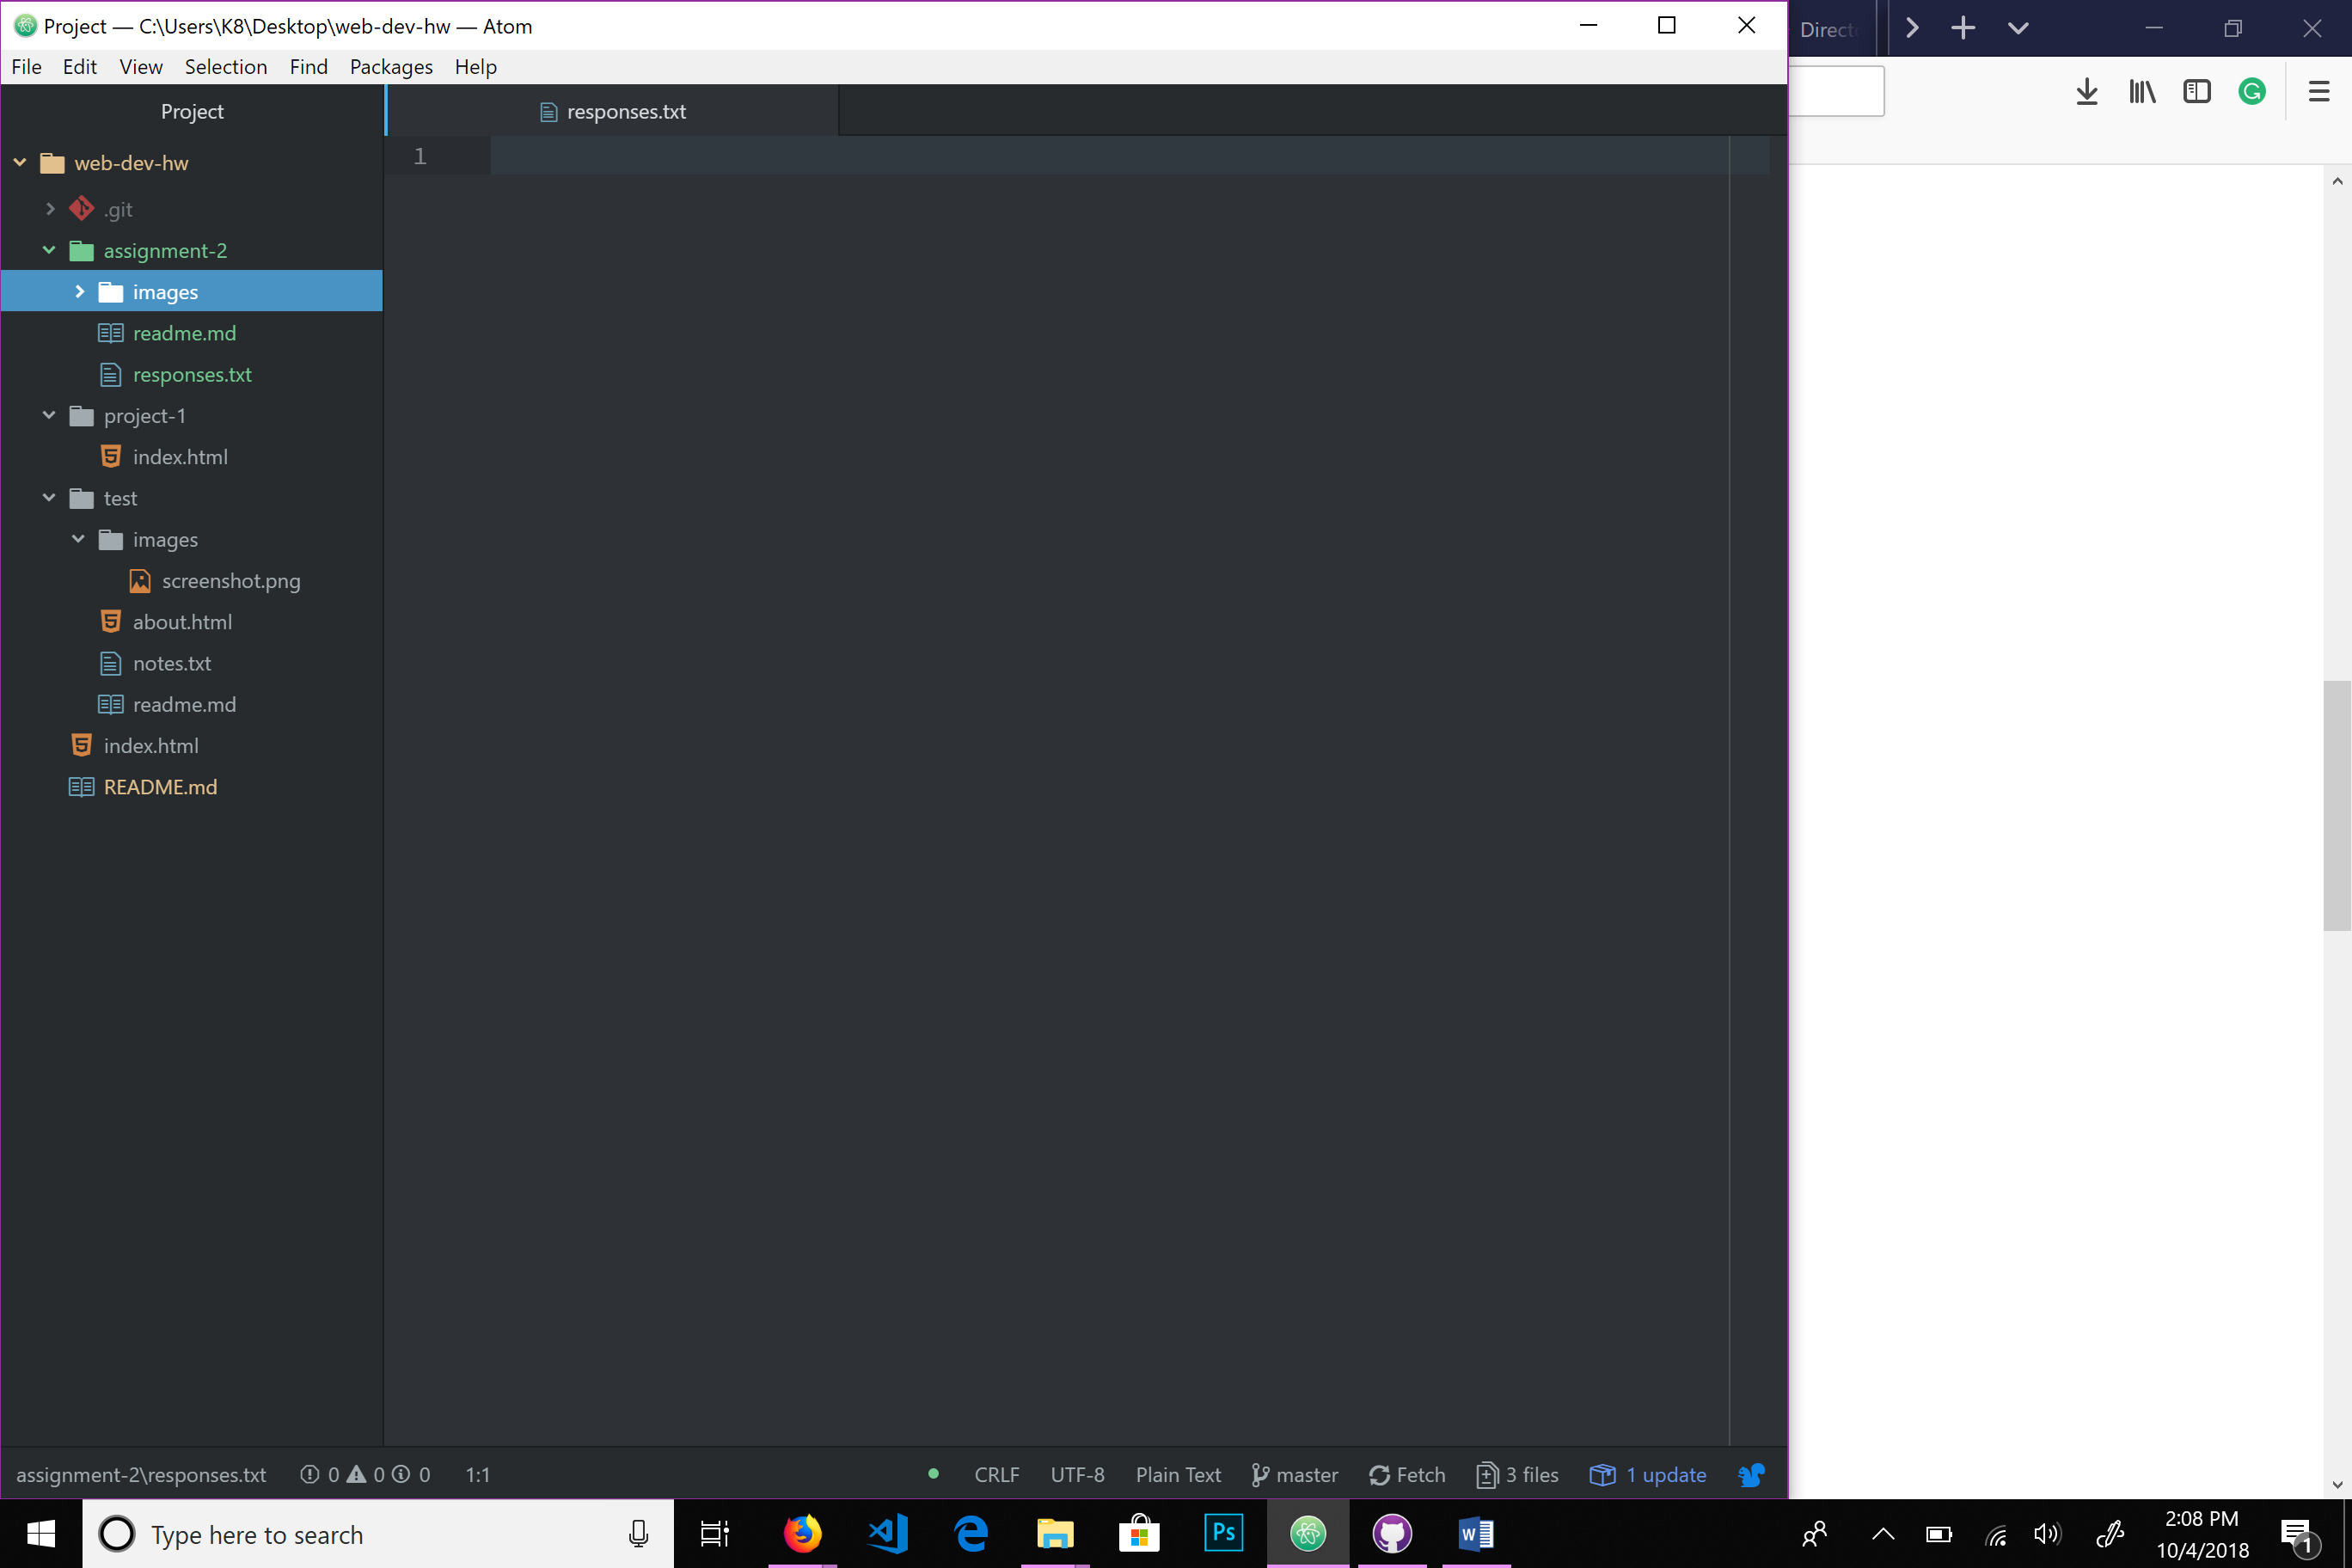 Project — C:\Users\K8\Desktop\web-dev-hw — Atom
File Edit View Selection Find Packages Help
Project
web-dev-hw
.git
assignment-2
images
readme.md
responses.txt
project-1
index.html
test
images
screenshot.png
about.html
notes.txt
readme.md
index.html
README.md
responses.txt
1
assignment-2\responses.txt 0 0 0 1:1
CRLF UTF-8 Plain Text master Fetch 3 files 1 update
Type here to search
Ps
W
2:08 PM
10/4/2018
1